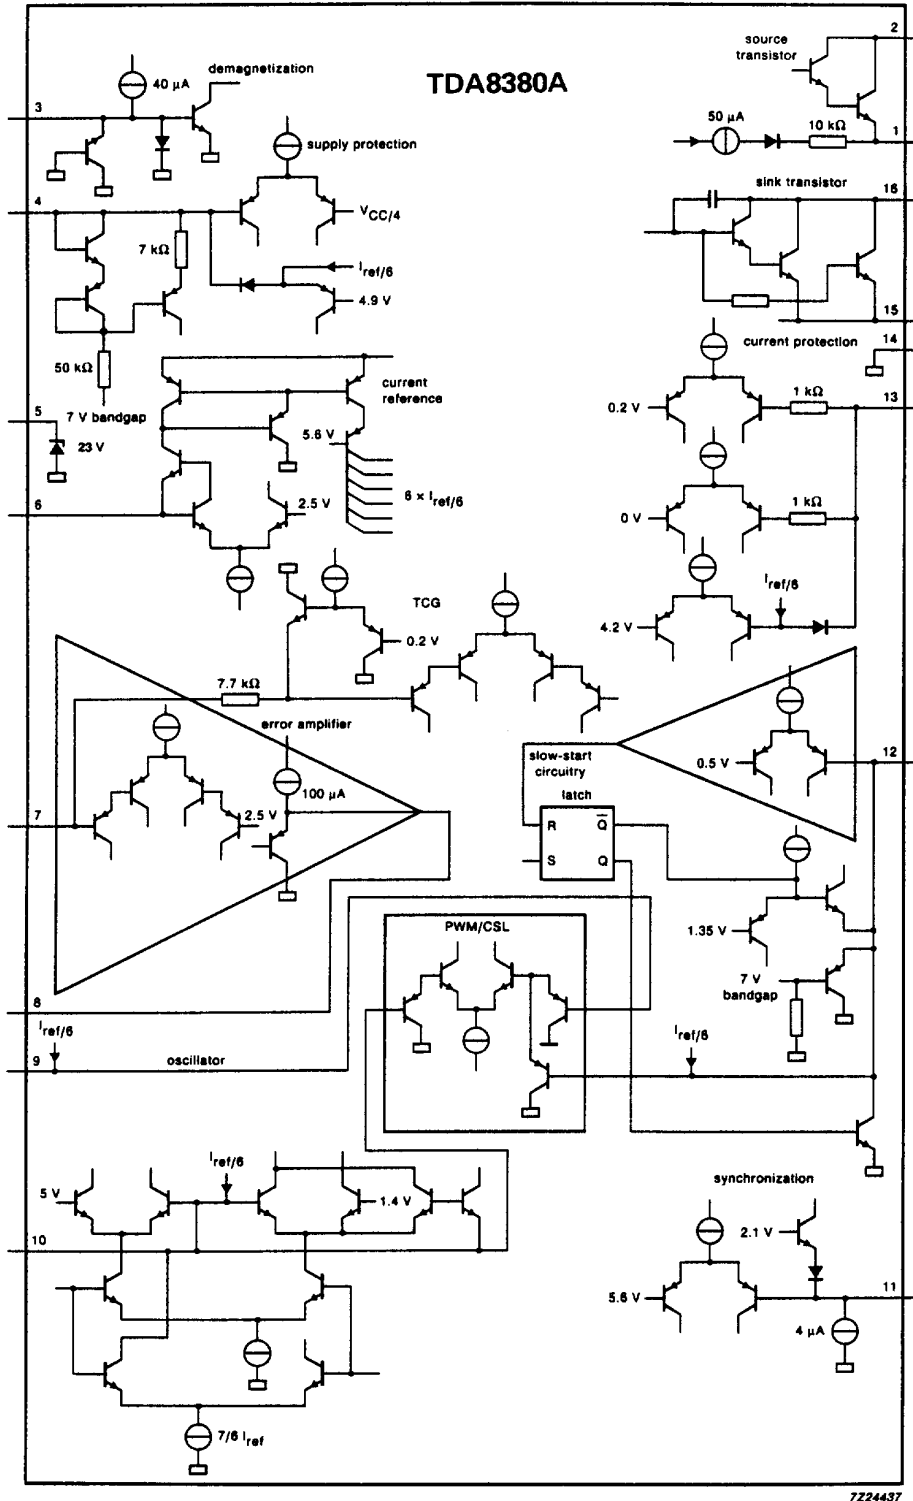 TDA8380A
2
source
transistor
demagnetization
40 µA
3
50 µA
10 kΩ
1
supply protection
sink transistor
16
4
VCC/4
7 kΩ
Iref/6
4.9 V
15
14
50 kΩ
current protection
current
reference
1 kΩ
13
0.2 V
7 V bandgap
5
23 V
5.6 V
6 x Iref/6
2.5 V
6
1 kΩ
0 V
Iref/6
TCG
4.2 V
0.2 V
7.7 kΩ
error amplifier
slow-start
circuitry
0.5 V
12
100 µA
latch
7
2.5 V
R
Q
S
Q
PWM/CSL
1.35 V
7 V
bandgap
8
Iref/6
Iref/6
9
oscillator
Iref/6
synchronization
5 V
1.4 V
2.1 V
10
5.6 V
11
4 µA
7/6 Iref
7Z24437